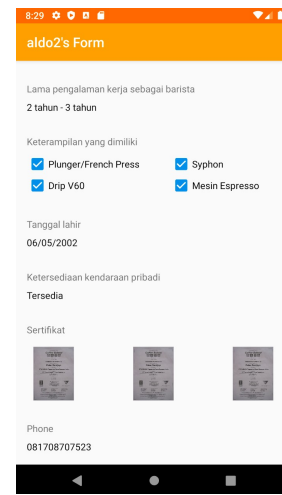 8:29
aldo2's Form
Lama pengalaman kerja sebagai barista
2 tahun - 3 tahun
Keterampilan yang dimiliki
Plunger/French Press
Syphon
Drip V60
Mesin Espresso
Tanggal lahir
06/05/2002
Ketersediaan kendaraan pribadi
Tersedia
Sertifikat
Phone
081708707523